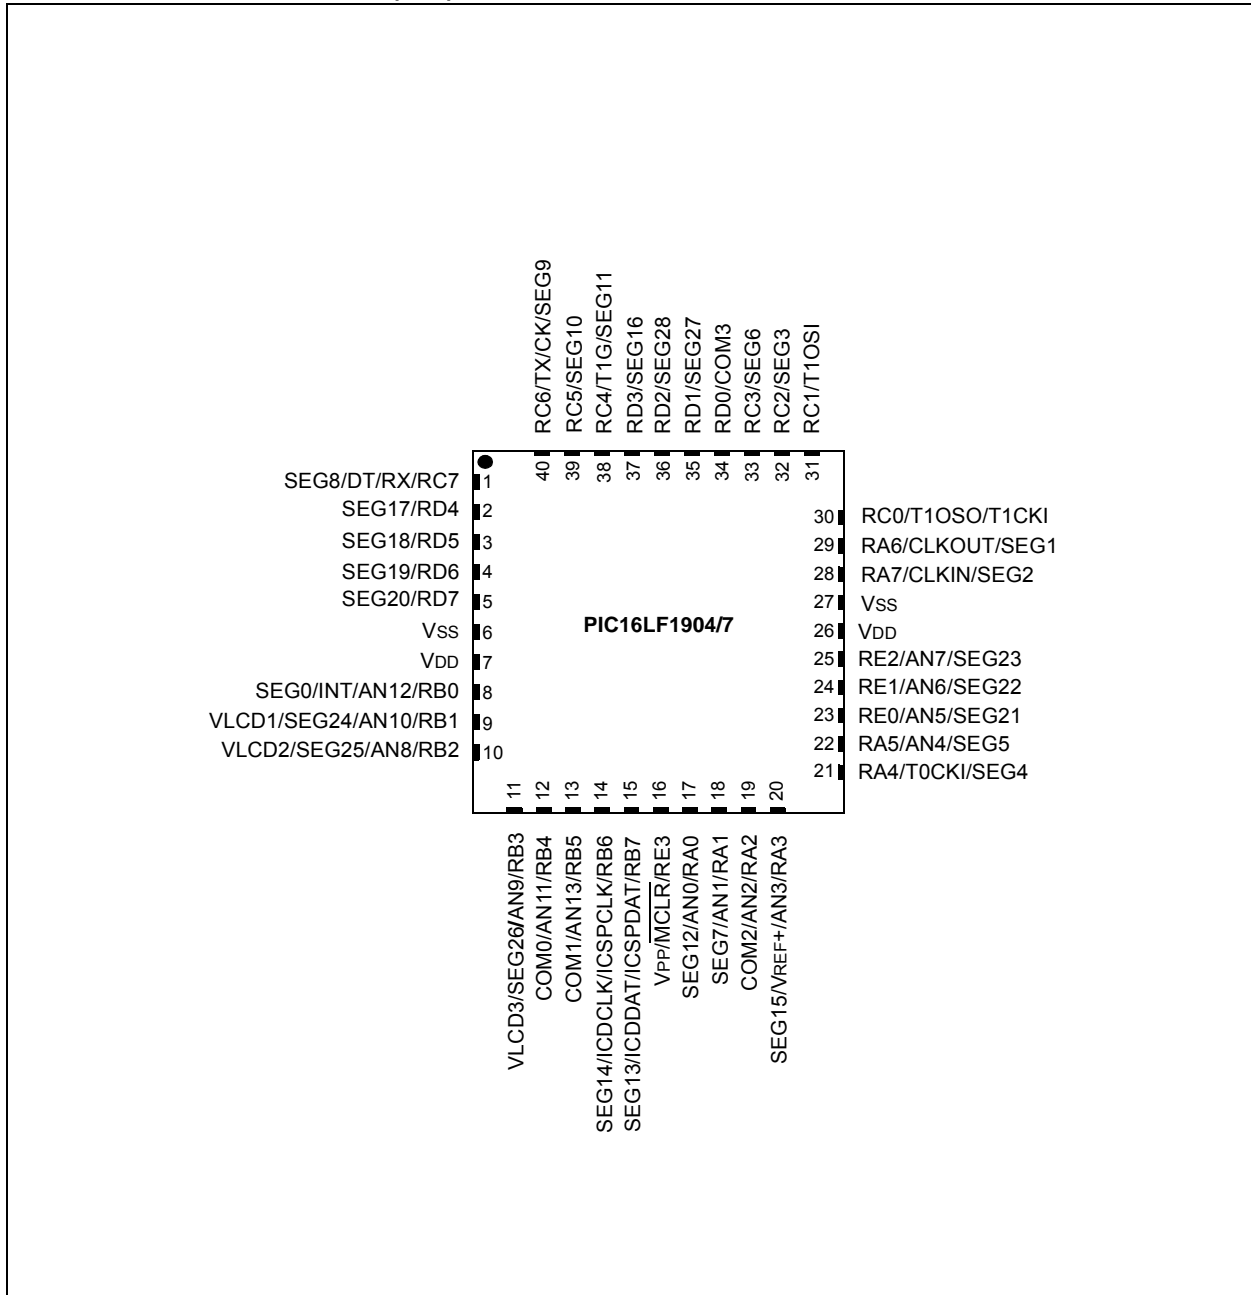 RC6/TX/CK/SEG9
RC5/SEG10
RC4/T1G/SEG11
RD3/SEG16
RD2/SEG28
RD1/SEG27
RD0/COM3
RC3/SEG6
RC2/SEG3
RC1/T1OSI
40
39
38
37
36
35
34
33
32
31
SEG8/DT/RX/RC7 1
SEG17/RD4 2
SEG18/RD5 3
SEG19/RD6 4
SEG20/RD7 5
VSS 6
VDD 7
SEG0/INT/AN12/RB0 8
VLCD1/SEG24/AN10/RB1 9
VLCD2/SEG25/AN8/RB2 10
PIC16LF1904/7
30 RC0/T1OSO/T1CKI
29 RA6/CLKOUT/SEG1
28 RA7/CLKIN/SEG2
27 VSS
26 VDD
25 RE2/AN7/SEG23
24 RE1/AN6/SEG22
23 RE0/AN5/SEG21
22 RA5/AN4/SEG5
21 RA4/T0CKI/SEG4
11
12
13
14
15
16
17
18
19
20
VLCD3/SEG26/AN9/RB3
COM0/AN11/RB4
COM1/AN13/RB5
SEG14/ICDCLK/ICSPCLK/RB6
SEG13/ICDDAT/ICSPDAT/RB7
VPP/MCLR/RE3
SEG12/AN0/RA0
SEG7/AN1/RA1
COM2/AN2/RA2
SEG15/VREF+/AN3/RA3